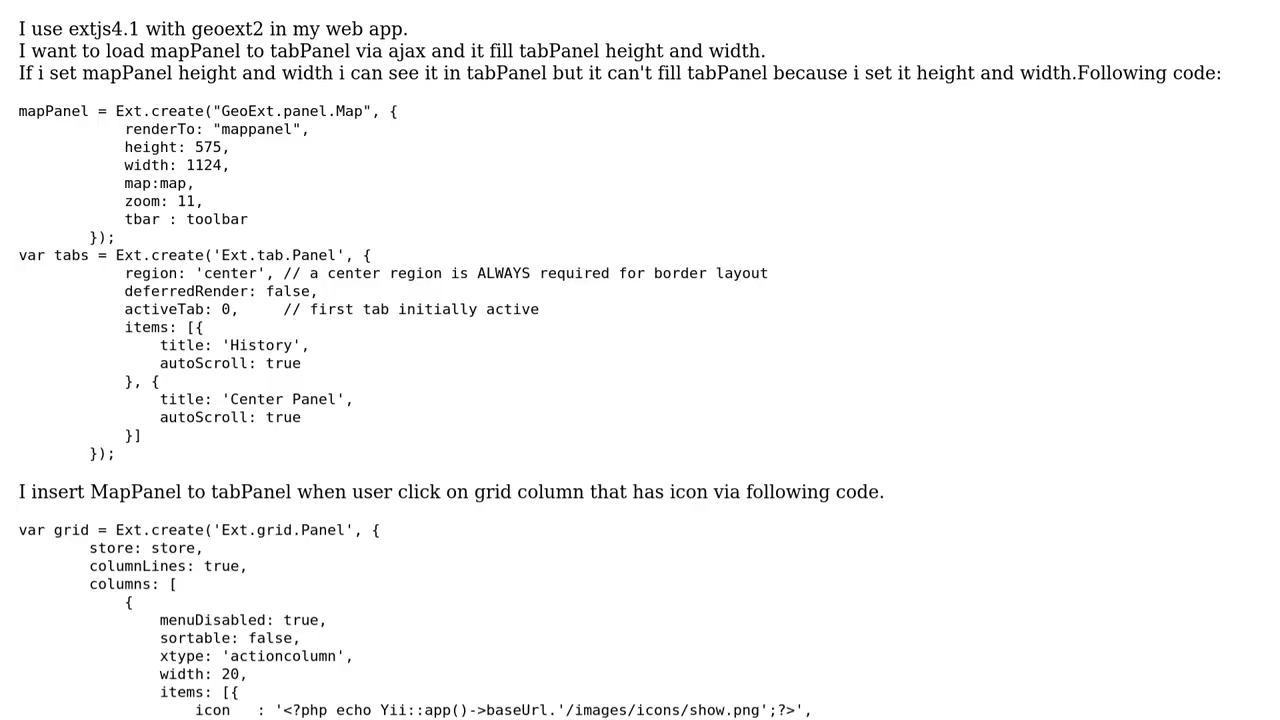 I use extjs4.1 with geoext2 in my web app.
I want to load mapPanel to tabPanel via ajax and it fill tabPanel height and width.
If i set mapPanel height and width i can see it in tabPanel but it can't fill tabPanel because i set it height and width.Following code:
mapPanel = Ext.create("GeoExt.panel.Map", {
            renderTo: "mappanel",
            height: 575,
            width: 1124,
            map:map,
            zoom: 11,
            tbar : toolbar
        });
var tabs = Ext.create('Ext.tab.Panel', {
            region: 'center', // a center region is ALWAYS required for border layout
            deferredRender: false,
            activeTab: 0,     // first tab initially active
            items: [{
                title: 'History',
                autoScroll: true
            }, {
                title: 'Center Panel',
                autoScroll: true
            }]
        });
I insert MapPanel to tabPanel when user click on grid column that has icon via following code.
var grid = Ext.create('Ext.grid.Panel', {
        store: store,
        columnLines: true,
        columns: [
            {
                menuDisabled: true,
                sortable: false,
                xtype: 'actioncolumn',
                width: 20,
                items: [{
                    icon   : '<?php echo Yii::app()->baseUrl.'/images/icons/show.png';?>',